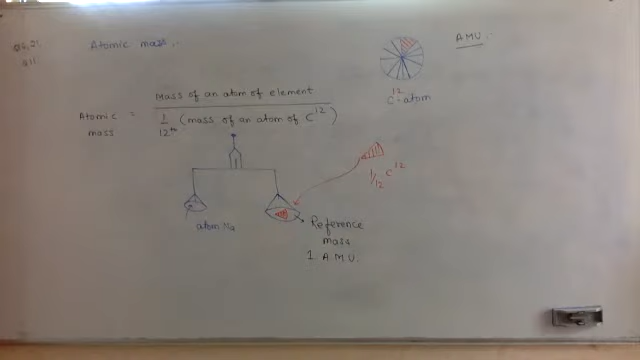 Atomic mass.
A.M.U.
C12-atom
Atomic mass = Mass of an atom of element
1/12th (mass of an atom of C12)
1/12 C12
atom Na
Reference
mass
1 A.M.U.